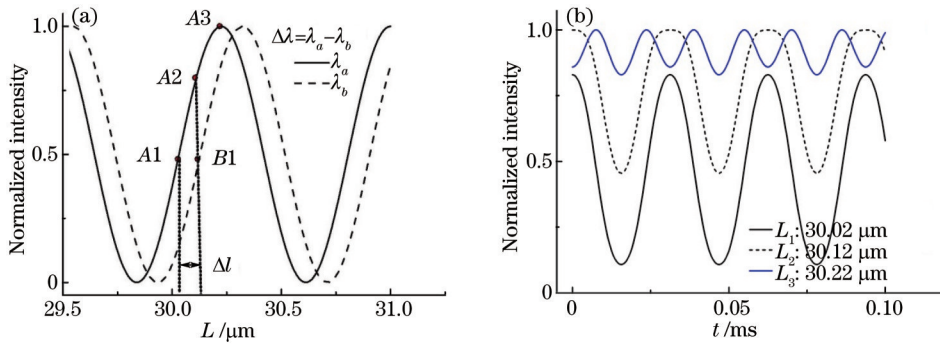 (a)
A3
Δλ=λa−λb
λa
λb
A2
A1
B1
Δl
Normalized intensity
1.0
0.5
0
29.5
30.0
30.5
31.0
L /μm
(b)
Normalized intensity
1.0
0.5
0
L1: 30.02 μm
L2: 30.12 μm
L3: 30.22 μm
0
0.05
0.10
t /ms